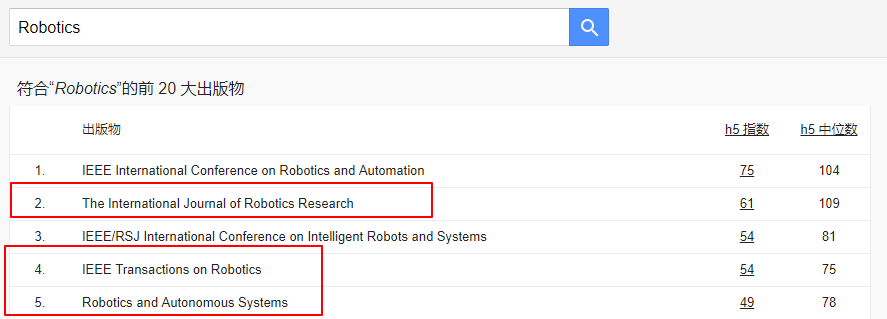 Robotics
符合“Robotics”的前 20 大出版物
出版物 h5 指数 h5 中位数
1. IEEE International Conference on Robotics and Automation 75 104
2. The International Journal of Robotics Research 61 109
3. IEEE/RSJ International Conference on Intelligent Robots and Systems 54 81
4. IEEE Transactions on Robotics 54 75
5. Robotics and Autonomous Systems 49 78